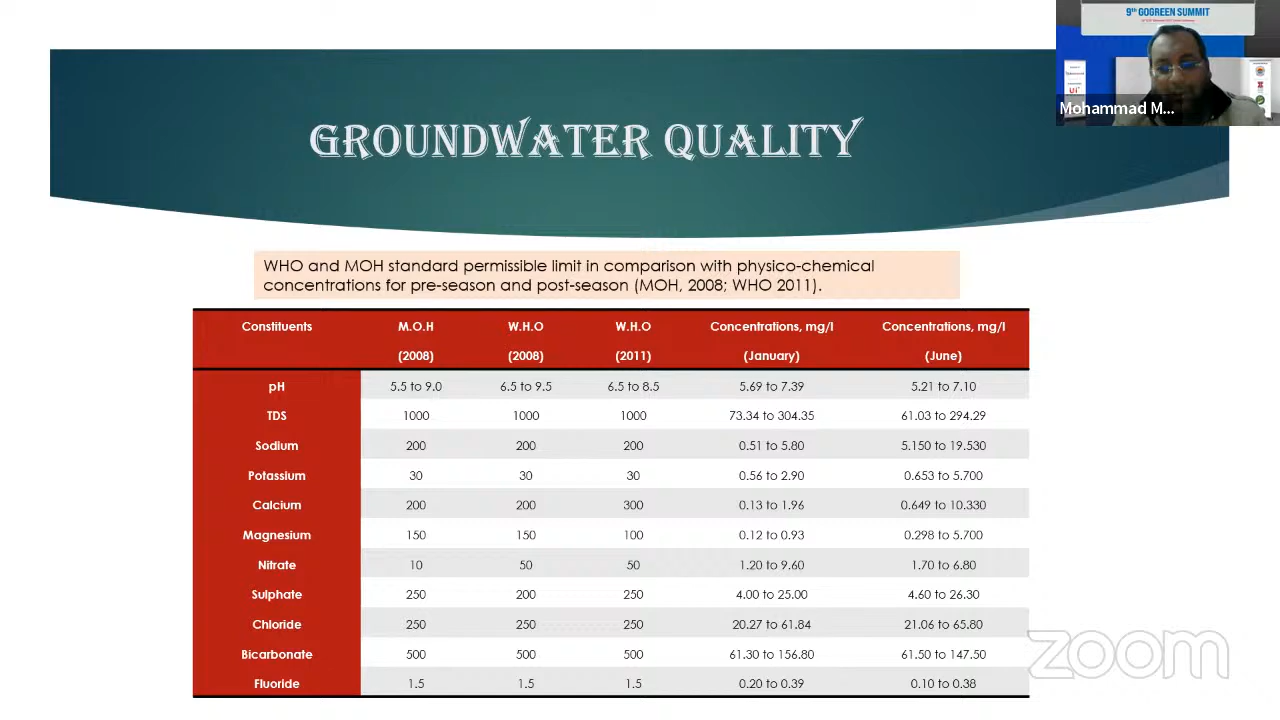 9th GOGREEN SUMMIT
Mohammad M...
GROUNDWATER QUALITY
WHO and MOH standard permissible limit in comparison with physico-chemical
concentrations for pre-season and post-season (MOH, 2008; WHO 2011).
Constituents M.O.H W.H.O W.H.O Concentrations, mg/l Concentrations, mg/l
(2008) (2008) (2011) (January) (June)
pH 5.5 to 9.0 6.5 to 9.5 6.5 to 8.5 5.69 to 7.39 5.21 to 7.10
TDS 1000 1000 1000 73.34 to 304.35 61.03 to 294.29
Sodium 200 200 200 0.51 to 5.80 5.150 to 19.530
Potassium 30 30 30 0.56 to 2.90 0.653 to 5.700
Calcium 200 200 300 0.13 to 1.96 0.649 to 10.330
Magnesium 150 150 100 0.12 to 0.93 0.298 to 5.700
Nitrate 10 50 50 1.20 to 9.60 1.70 to 6.80
Sulphate 250 200 250 4.00 to 25.00 4.60 to 26.30
Chloride 250 250 250 20.27 to 61.84 21.06 to 65.80
Bicarbonate 500 500 500 61.30 to 156.80 61.50 to 147.50
Fluoride 1.5 1.5 1.5 0.20 to 0.39 0.10 to 0.38
zoom